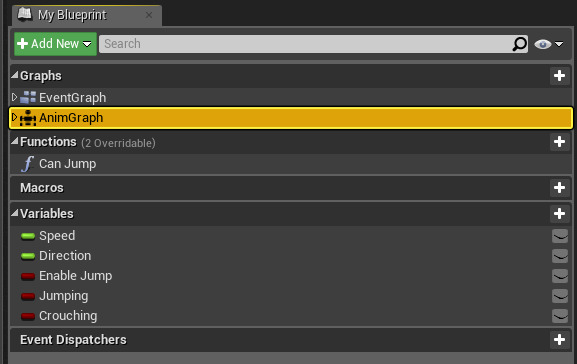 My Blueprint
Add New Search
Graphs
EventGraph
AnimGraph
Functions (2 Overridable)
Can Jump
Macros
Variables
Speed
Direction
Enable Jump
Jumping
Crouching
Event Dispatchers